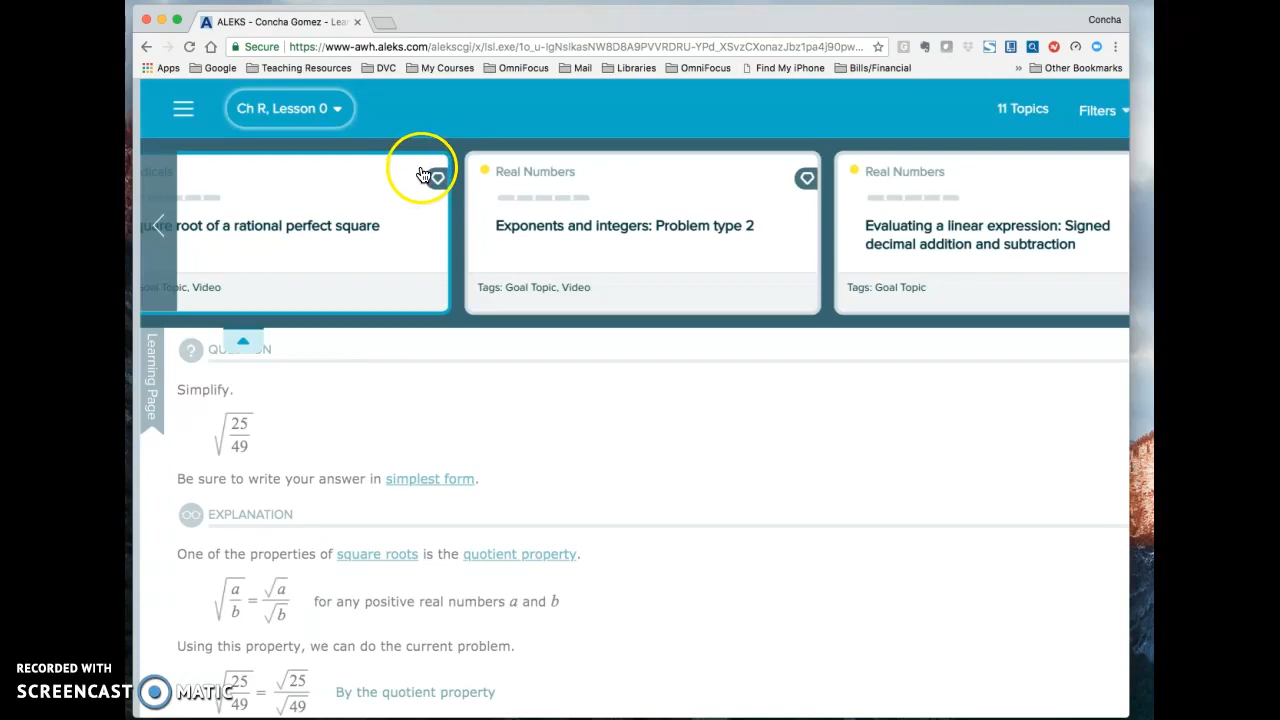 ALEKS - Concha Gomez - Lear
Concha
Secure https://www-awh.aleks.com/alekscgi/x/Isl.exe/1o_u-IgNsIkasNW8D8A9PVVRDRU-YPd_XSvzCXonazJbz1pa4j90pw...
Apps Google Teaching Resources DVC My Courses OmniFocus Mail Libraries OmniFocus Find My iPhone Bills/Financial » Other Bookmarks
Ch R, Lesson 0 11 Topics Filters
dicals Real Numbers Real Numbers
quare root of a rational perfect square Exponents and integers: Problem type 2 Evaluating a linear expression: Signed
decimal addition and subtraction
Goal Topic, Video Tags: Goal Topic, Video Tags: Goal Topic
Learning Page
? QUESTION
Simplify.
√(25/49)
Be sure to write your answer in simplest form.
EXPLANATION
One of the properties of square roots is the quotient property.
√(a/b) = √a/√b for any positive real numbers a and b
Using this property, we can do the current problem.
√(25/49) = √25/√49 By the quotient property
RECORDED WITH
SCREENCAST MATIC